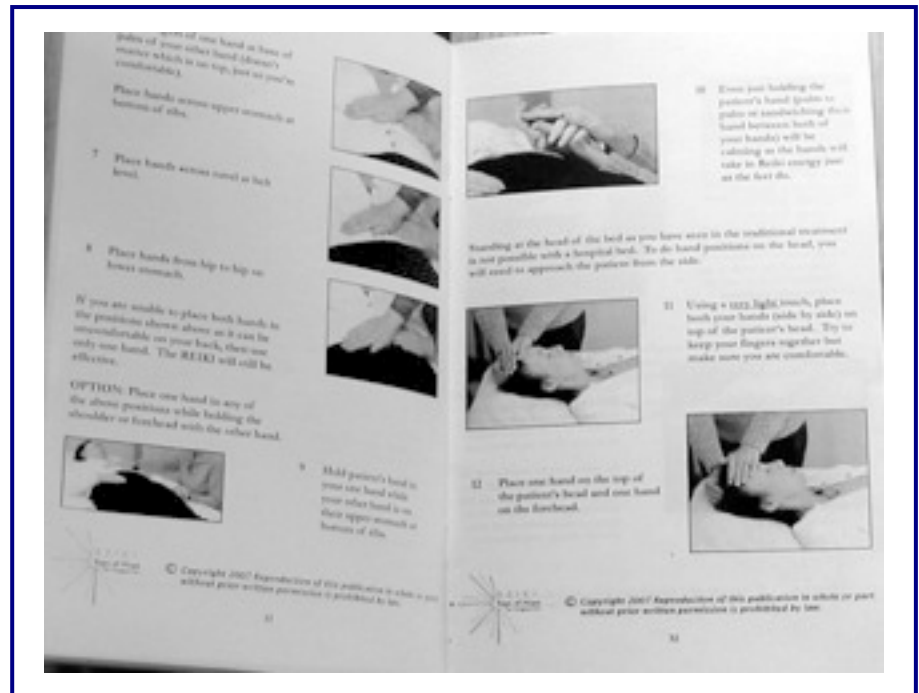 of one hand at base of
palm of your other hand (doesn't
matter which is on top, just so you're
comfortable).
Place hands across upper stomach at
bottom of ribs.
7 Place hands across navel at belt
level.
8 Place hands from hip to hip on
lower stomach.
If you are unable to place both hands in
the positions shown above as it can be
uncomfortable on your back, then use
only one hand. The REIKI will still be
effective.
OPTION: Place one hand in any of
the above positions while holding the
shoulder or forehead with the other hand.
9 Hold patient's hand in
your one hand while
your other hand is on
their upper stomach at
bottom of ribs.
REIKI
Rays of Hope
© Copyright 2007 Reproduction of this publication in whole or part
without prior written permission is prohibited by law.
10 Even just holding the
patient's hand (palm to
palm or sandwiching their
hand between both of
your hands) will be
calming as the hands will
take in Reiki energy just
as the feet do.
Standing at the head of the bed as you have seen in the traditional treatment
is not possible with a hospital bed. To do hand positions on the head, you
will need to approach the patient from the side.
11 Using a very light touch, place
both your hands (side by side) on
top of the patient's head. Try to
keep your fingers together but
make sure you are comfortable.
12 Place one hand on the top of
the patient's head and one hand
on the forehead.
REIKI
Rays of Hope
© Copyright 2007 Reproduction of this publication in whole or part
without prior written permission is prohibited by law.